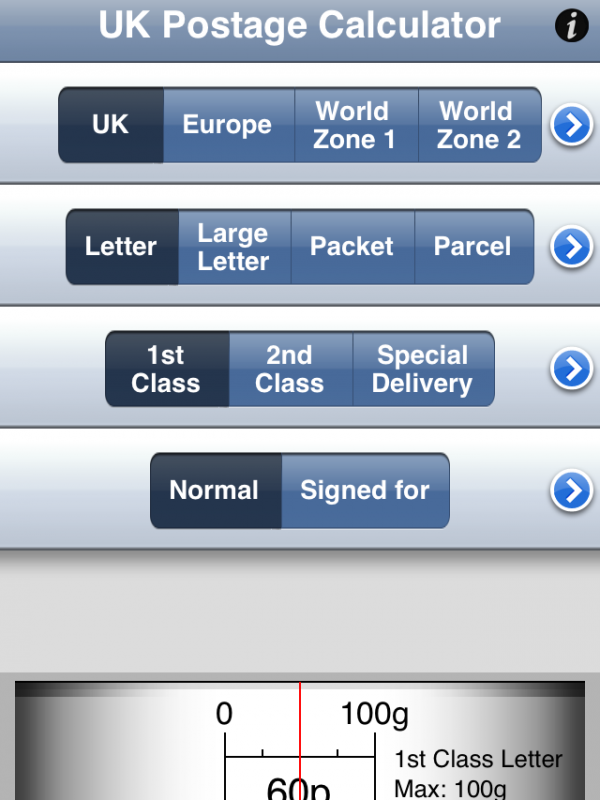 UK Postage Calculator
i
UK
Europe
World
Zone 1
World
Zone 2
Letter
Large
Letter
Packet
Parcel
1st
Class
2nd
Class
Special
Delivery
Normal
Signed for
0
100g
1st Class Letter
60p
Max: 100g